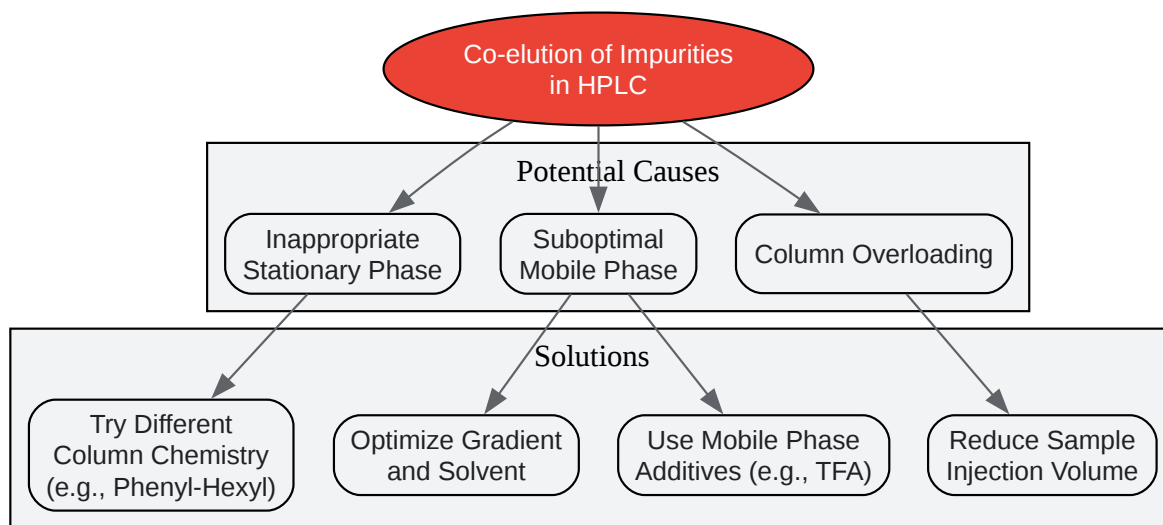 Co-elution of Impurities
in HPLC
Potential Causes
Inappropriate
Stationary Phase
Suboptimal
Mobile Phase
Column Overloading
Solutions
Try Different
Column Chemistry
(e.g., Phenyl-Hexyl)
Optimize Gradient
and Solvent
Use Mobile Phase
Additives (e.g., TFA)
Reduce Sample
Injection Volume